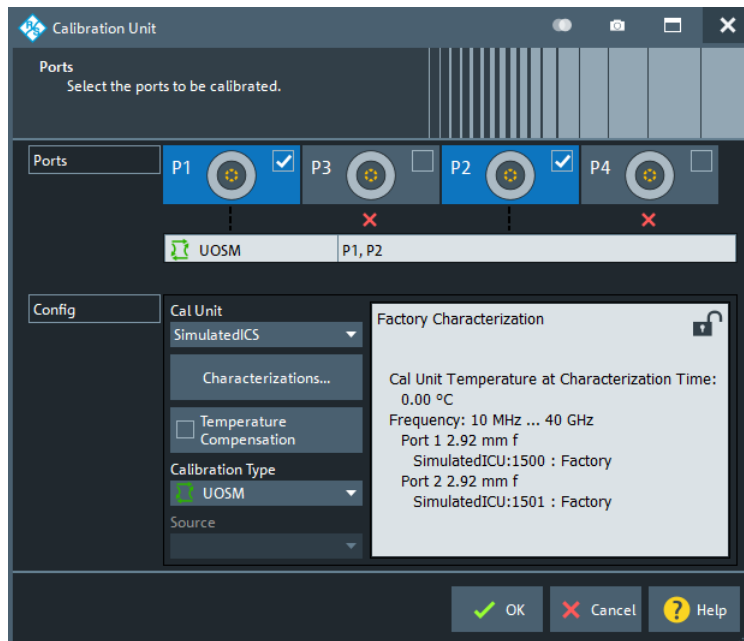 Calibration Unit
Ports
Select the ports to be calibrated.
Ports
P1
P3
P2
P4
UOSM
P1, P2
Config
Cal Unit
SimulatedICS
Characterizations...
Temperature
Compensation
Calibration Type
UOSM
Source
Factory Characterization
Cal Unit Temperature at Characterization Time:
0.00 °C
Frequency: 10 MHz ... 40 GHz
Port 1 2.92 mm f
SimulatedICU:1500 : Factory
Port 2 2.92 mm f
SimulatedICU:1501 : Factory
OK
Cancel
? Help